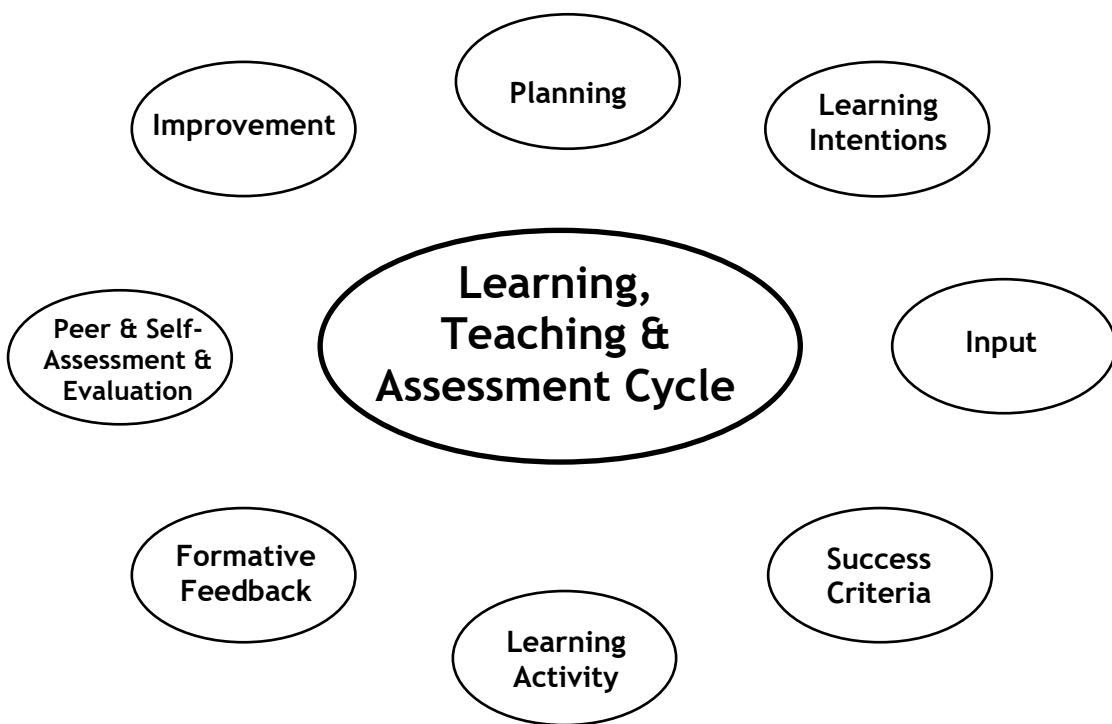 Planning
Learning
Intentions
Improvement
Input
Learning,
Teaching &
Assessment Cycle
Peer & Self-
Assessment &
Evaluation
Success
Criteria
Formative
Feedback
Learning
Activity